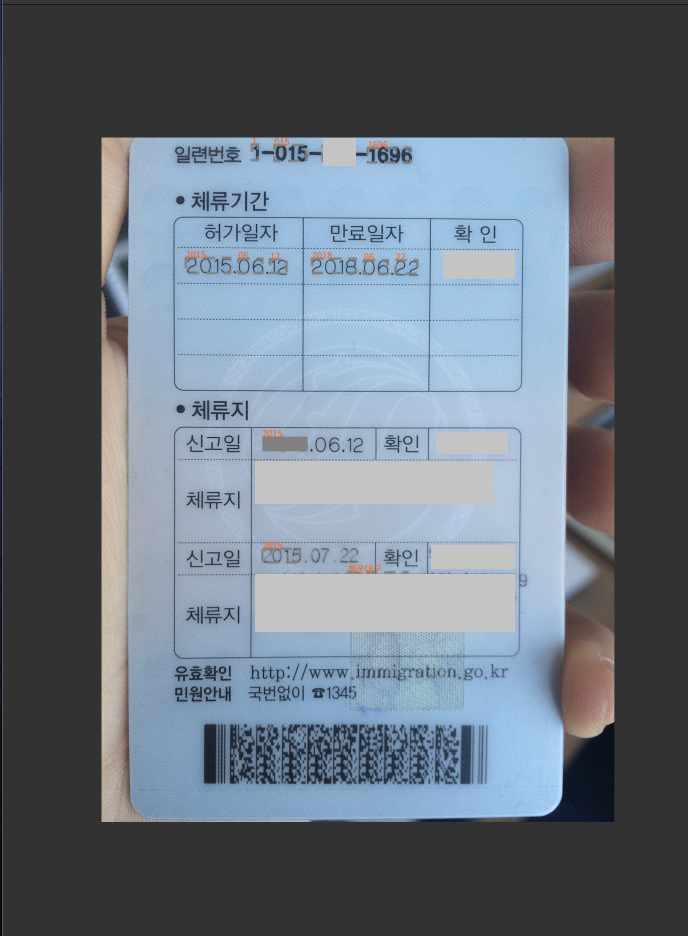 일련번호 1-015- -1696
• 체류기간
허가일자 만료일자 확 인
2015.06.12 2018.06.22
• 체류지
신고일 .06.12 확인
체류지
신고일 2015.07.22 확인
체류지
유효확인 http://www.immigration.go.kr
민원안내 국번없이 ☎1345